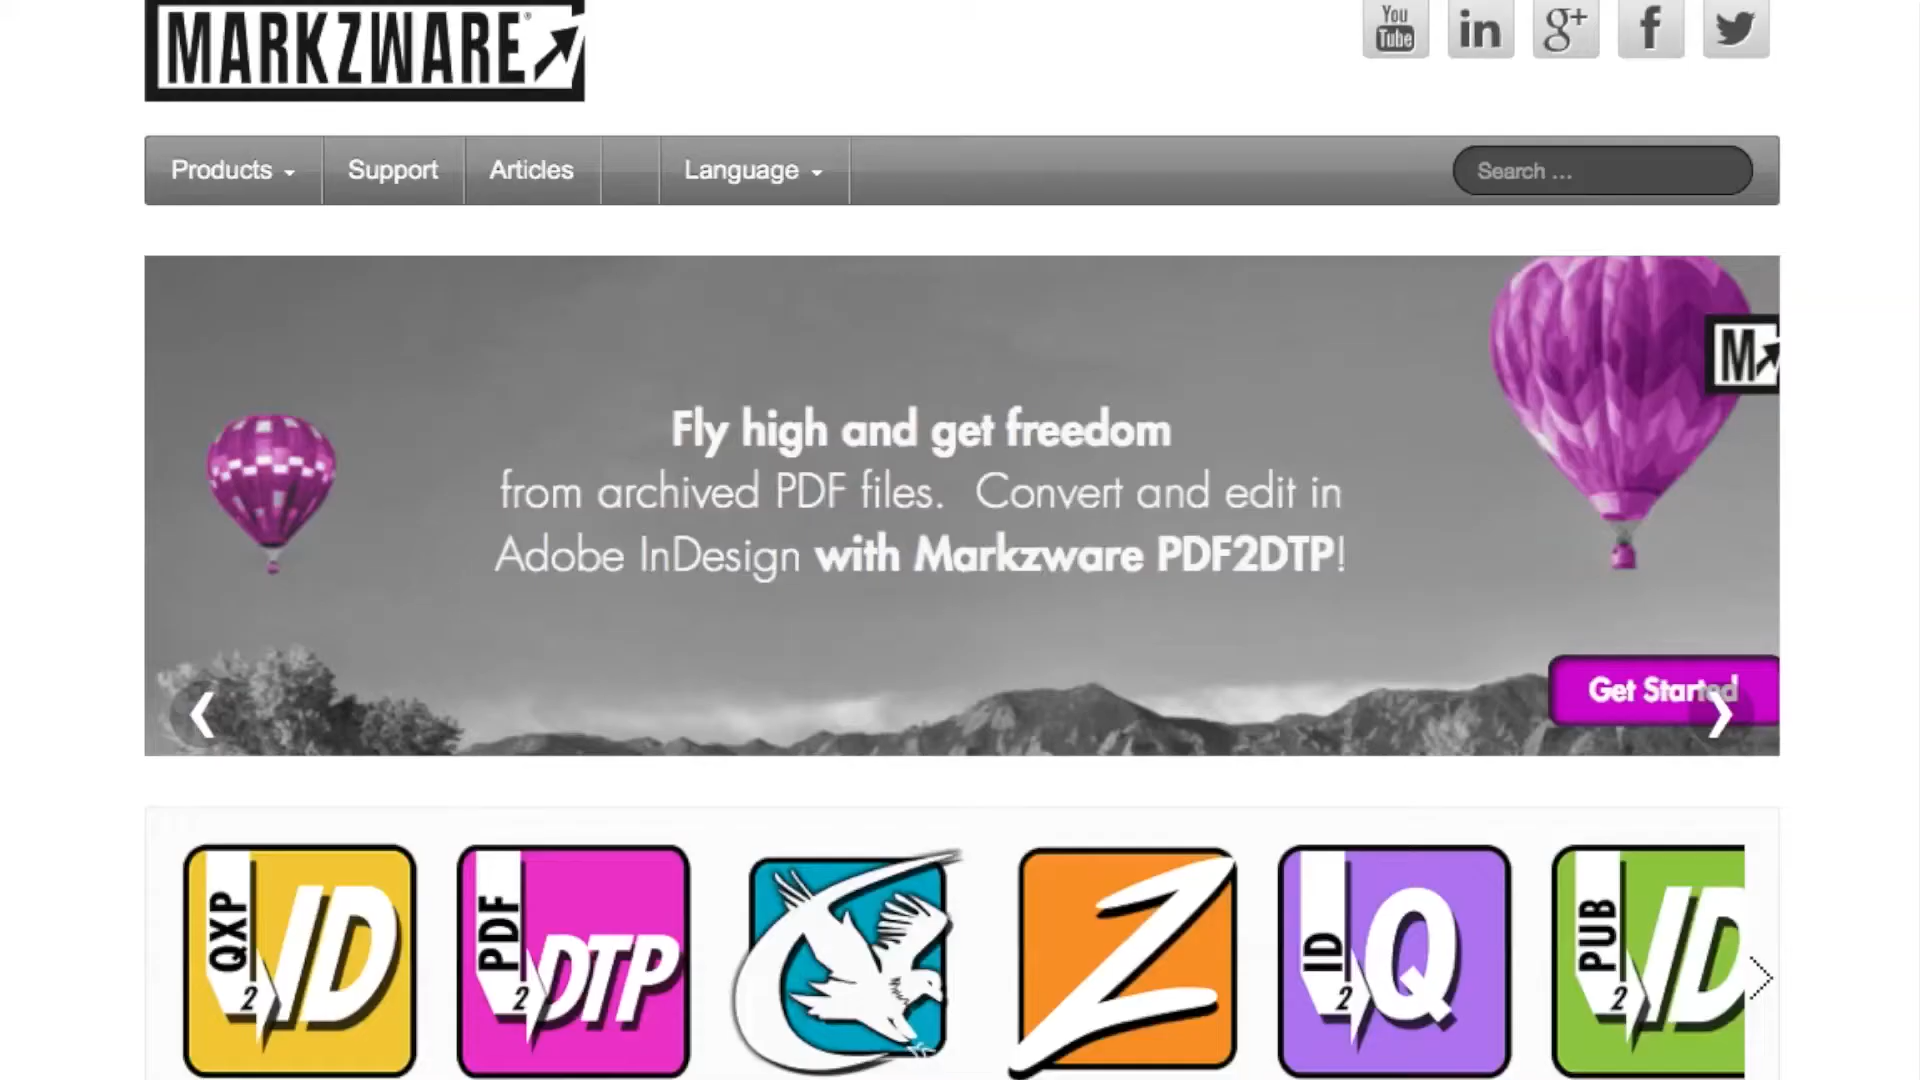 MARKZWARE®
You
Tube
in
g+
f
Products
Support
Articles
Language
Search ...
M
Fly high and get freedom
from archived PDF files. Convert and edit in
Adobe InDesign with Markzware PDF2DTP!
Get Started
QXP 2 ID
PDF 2 DTP
Z
ID 2 Q
PUB 2 ID